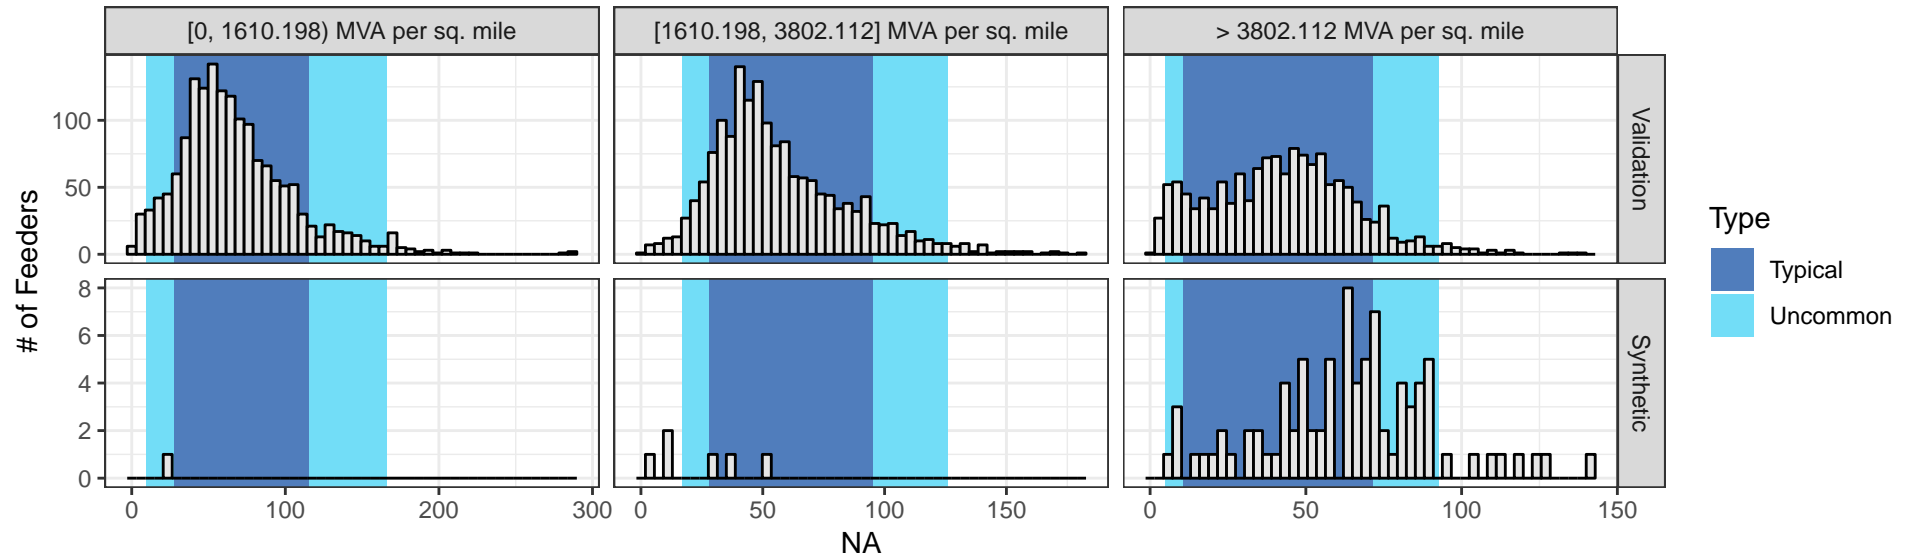 [0, 1610.198) MVA per sq. mile
[1610.198, 3802.112] MVA per sq. mile
> 3802.112 MVA per sq. mile
# of Feeders
100
50
0
Validation
8
6
4
2
0
Synthetic
0 100 200 300
0 50 100 150
0 50 100 150
NA
Type
Typical
Uncommon